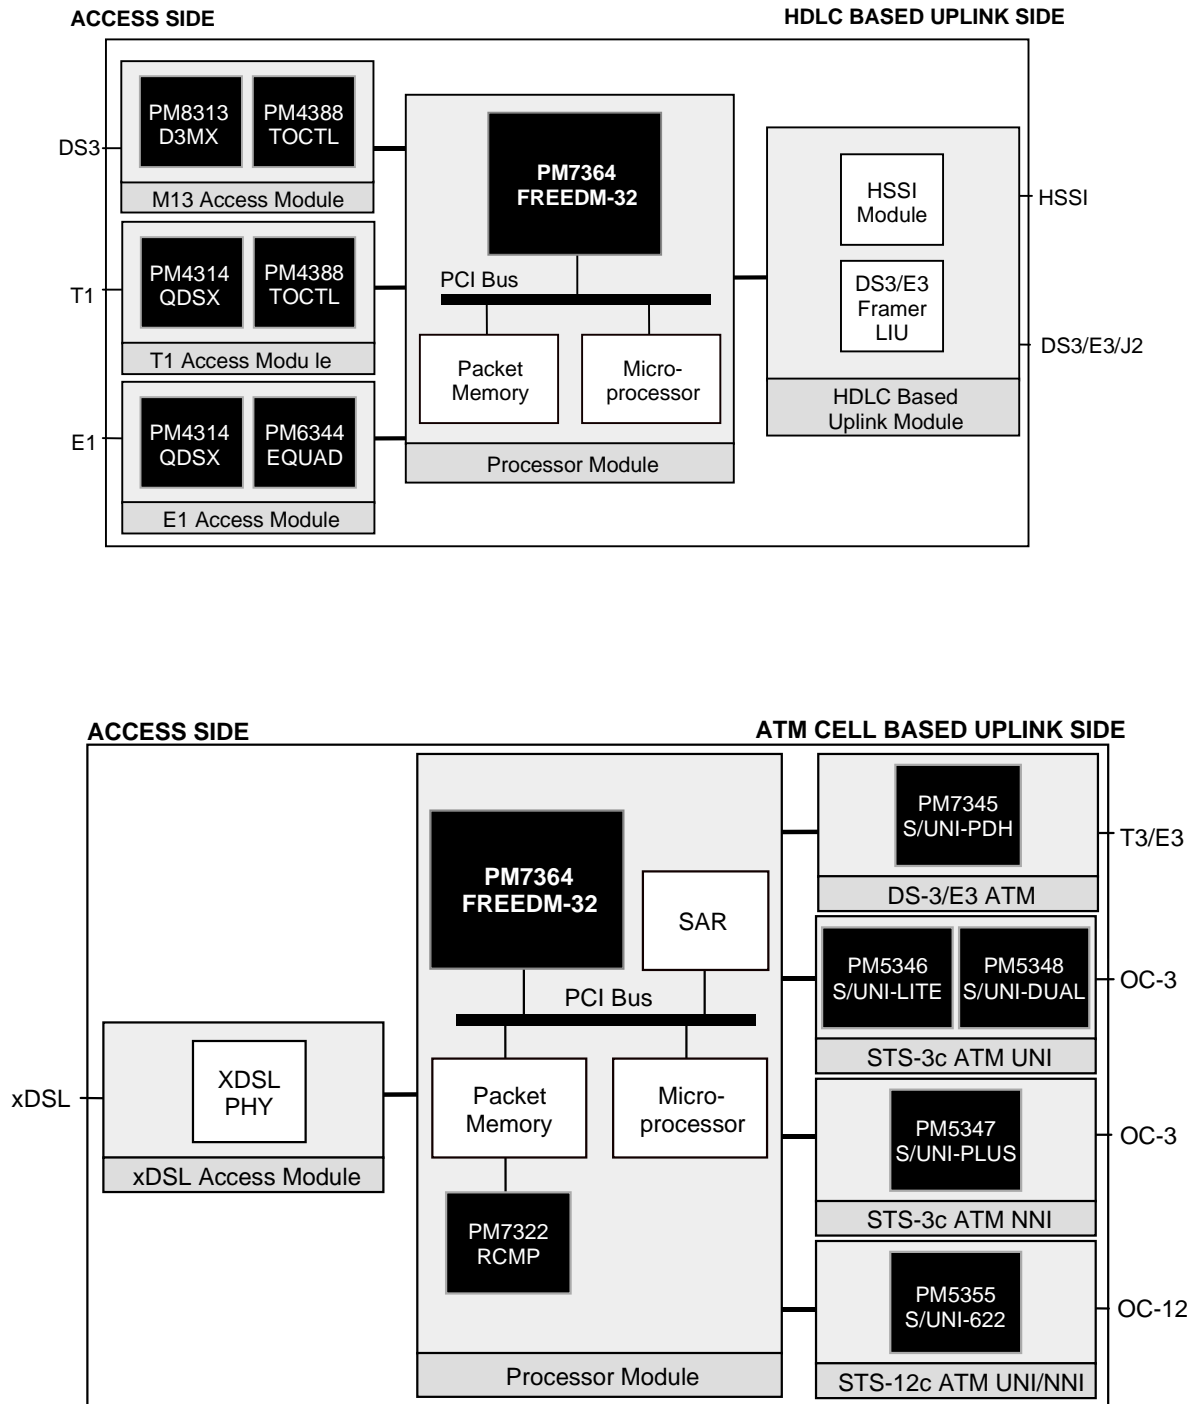 ACCESS SIDE
HDLC BASED UPLINK SIDE
DS3
PM8313
D3MX
PM4388
TOCTL
M13 Access Module
T1
PM4314
QDSX
PM4388
TOCTL
T1 Access Modu le
E1
PM4314
QDSX
PM6344
EQUAD
E1 Access Module
PM7364
FREEDM-32
PCI Bus
Packet
Memory
Micro-
processor
Processor Module
HSSI
Module
DS3/E3
Framer
LIU
HDLC Based
Uplink Module
HSSI
DS3/E3/J2
ACCESS SIDE
ATM CELL BASED UPLINK SIDE
xDSL
XDSL
PHY
xDSL Access Module
PM7364
FREEDM-32
SAR
PCI Bus
Packet
Memory
Micro-
processor
PM7322
RCMP
Processor Module
PM7345
S/UNI-PDH
DS-3/E3 ATM
T3/E3
PM5346
S/UNI-LITE
PM5348
S/UNI-DUAL
STS-3c ATM UNI
OC-3
PM5347
S/UNI-PLUS
STS-3c ATM NNI
OC-3
PM5355
S/UNI-622
STS-12c ATM UNI/NNI
OC-12